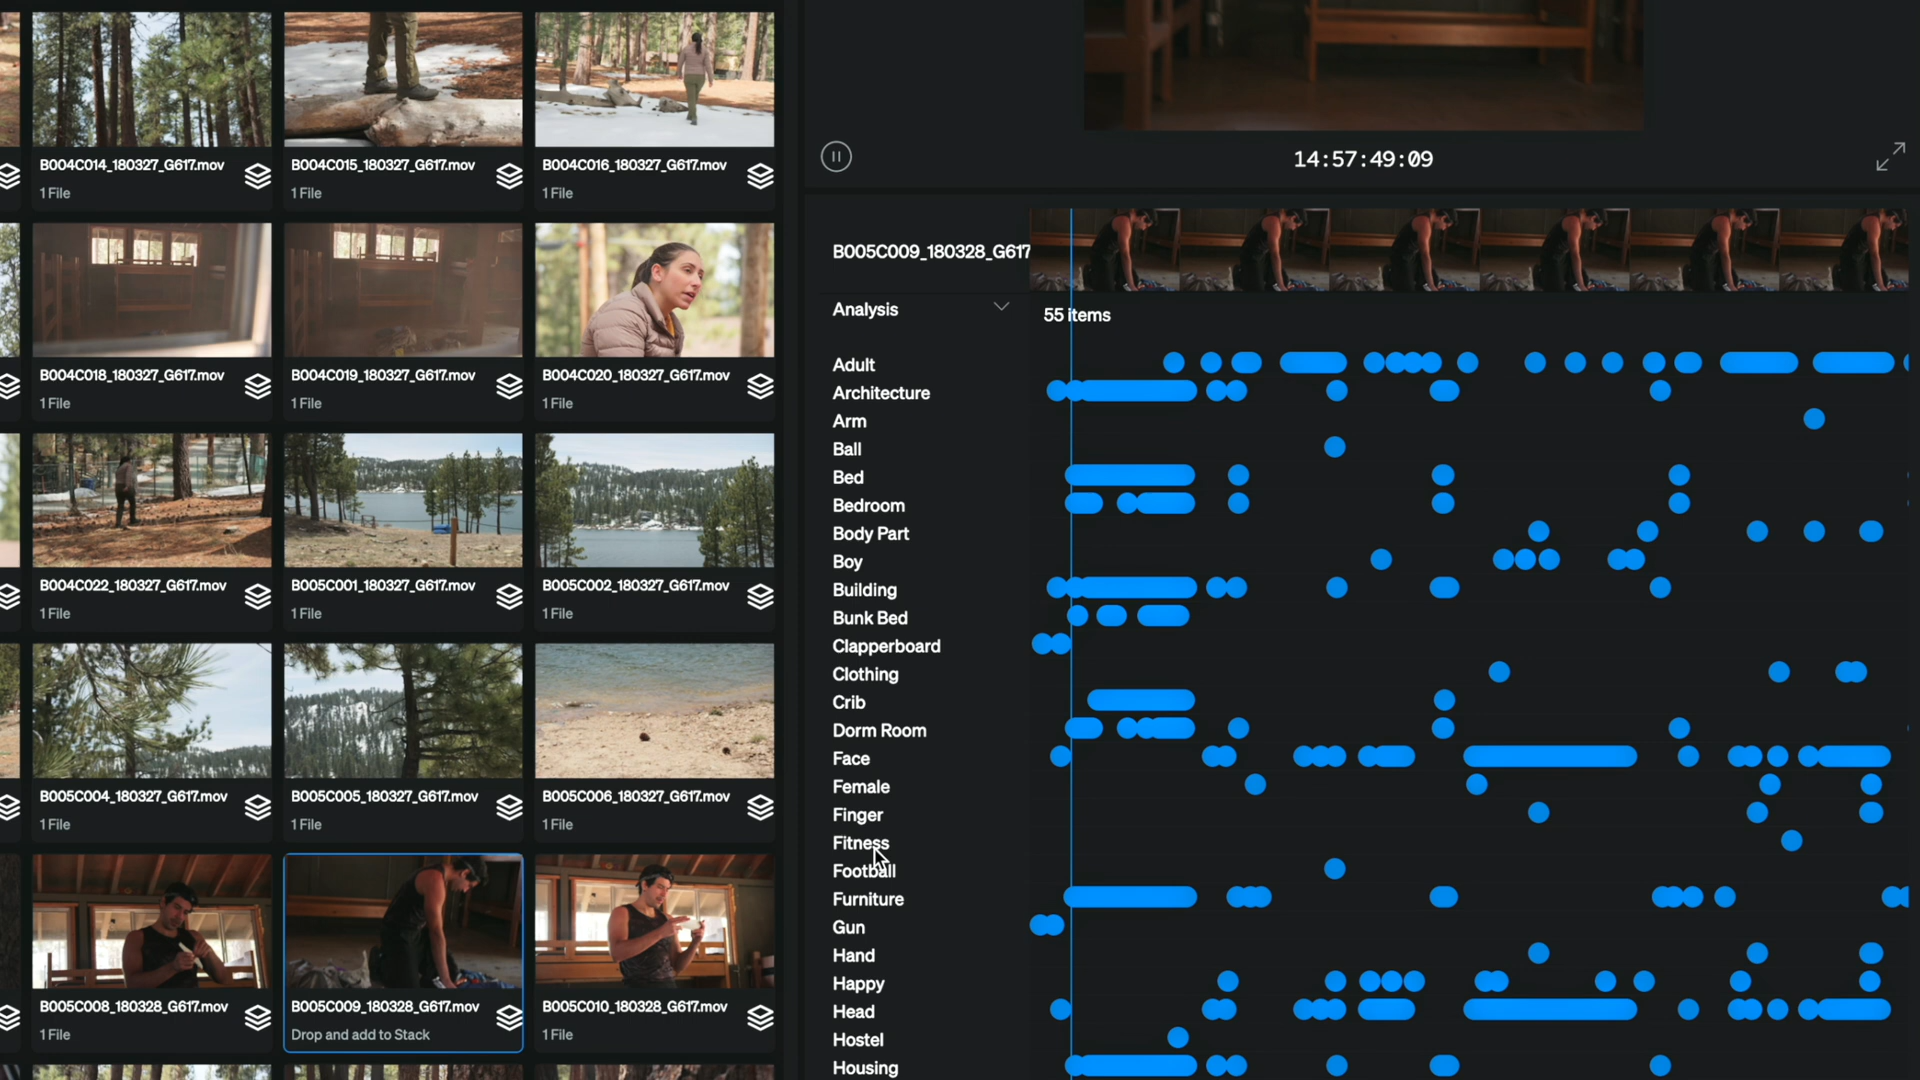 B004C014_180327_G617.mov
1 File
B004C015_180327_G617.mov
1 File
B004C016_180327_G617.mov
1 File
B004C018_180327_G617.mov
1 File
B004C019_180327_G617.mov
1 File
B004C020_180327_G617.mov
1 File
B004C022_180327_G617.mov
1 File
B005C001_180327_G617.mov
1 File
B005C002_180327_G617.mov
1 File
B005C004_180327_G617.mov
1 File
B005C005_180327_G617.mov
1 File
B005C006_180327_G617.mov
1 File
B005C008_180328_G617.mov
1 File
B005C009_180328_G617.mov
Drop and add to Stack
B005C010_180328_G617.mov
1 File
14:57:49:09
B005C009_180328_G617
Analysis
55 items
Adult
Architecture
Arm
Ball
Bed
Bedroom
Body Part
Boy
Building
Bunk Bed
Clapperboard
Clothing
Crib
Dorm Room
Face
Female
Finger
Fitness
Football
Furniture
Gun
Hand
Happy
Head
Hostel
Housing